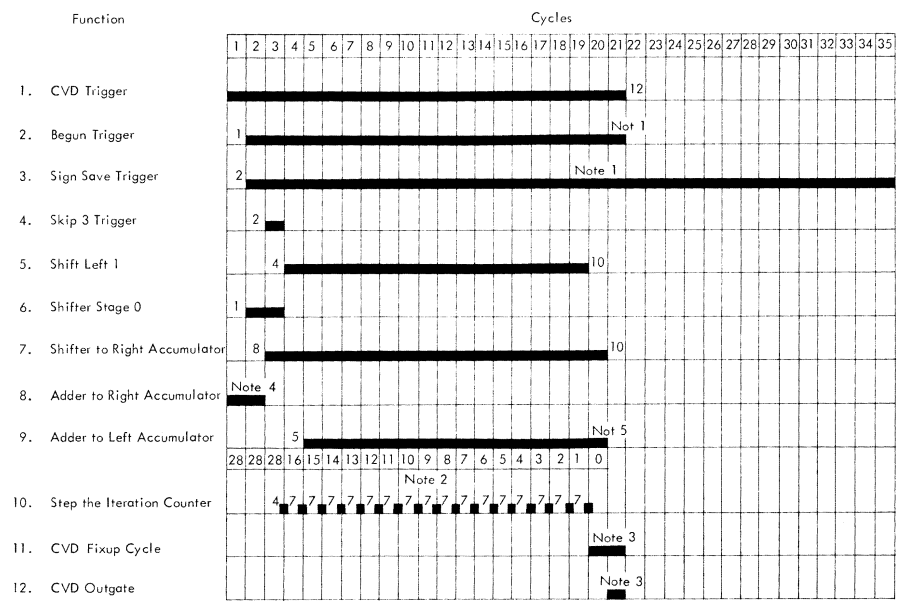 Function Cycles
1 2 3 4 5 6 7 8 9 10 11 12 13 14 15 16 17 18 19 20 21 22 23 24 25 26 27 28 29 30 31 32 33 34 35
1. CVD Trigger 12
2. Begun Trigger 1 Not 1
3. Sign Save Trigger 2 Note 1
4. Skip 3 Trigger 2
5. Shift Left 1 4 10
6. Shifter Stage 0 1
7. Shifter to Right Accumulator 8 10
8. Adder to Right Accumulator Note 4
9. Adder to Left Accumulator 5 Not 5
28 28 28 16 15 14 13 12 11 10 9 8 7 6 5 4 3 2 1 0
Note 2
10. Step the Iteration Counter 4 7 7 7 7 7 7 7 7 7 7 7 7 7 7 7 7
11. CVD Fixup Cycle Note 3
12. CVD Outgate Note 3